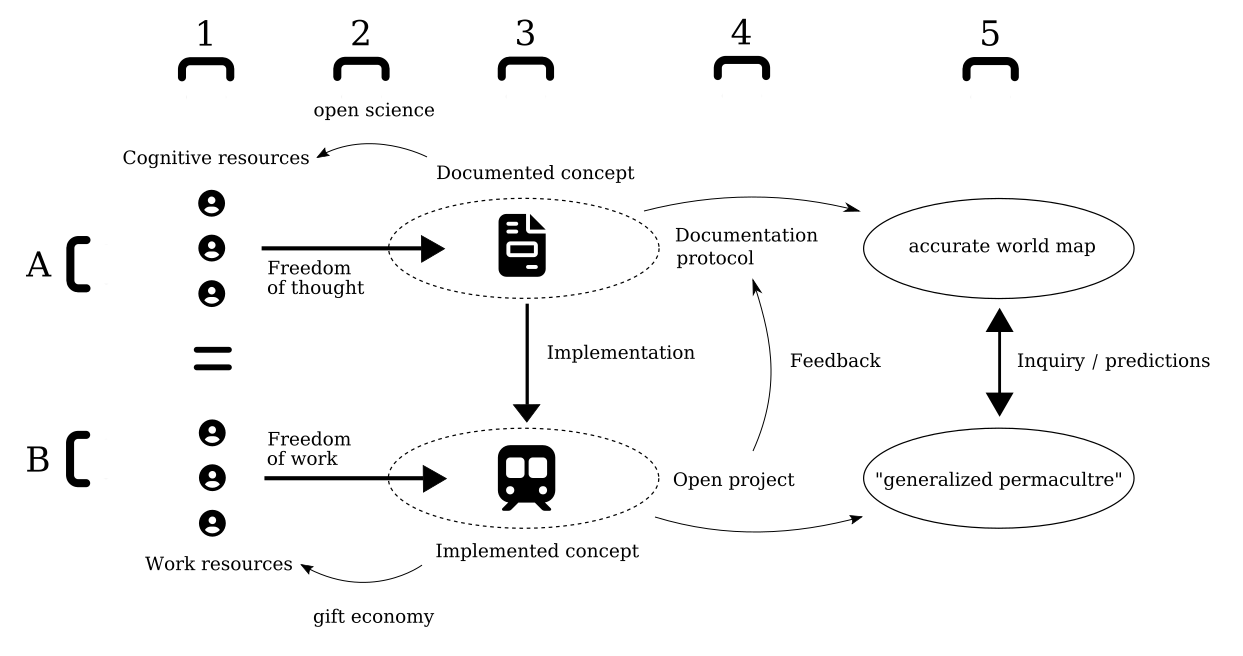 1
2
3
4
5
open science
Cognitive resources
Documented concept
Documentation
protocol
accurate world map
A
Freedom
of thought
Implementation
Feedback
Inquiry / predictions
B
Freedom
of work
Open project
"generalized permacultre"
Implemented concept
Work resources
gift economy